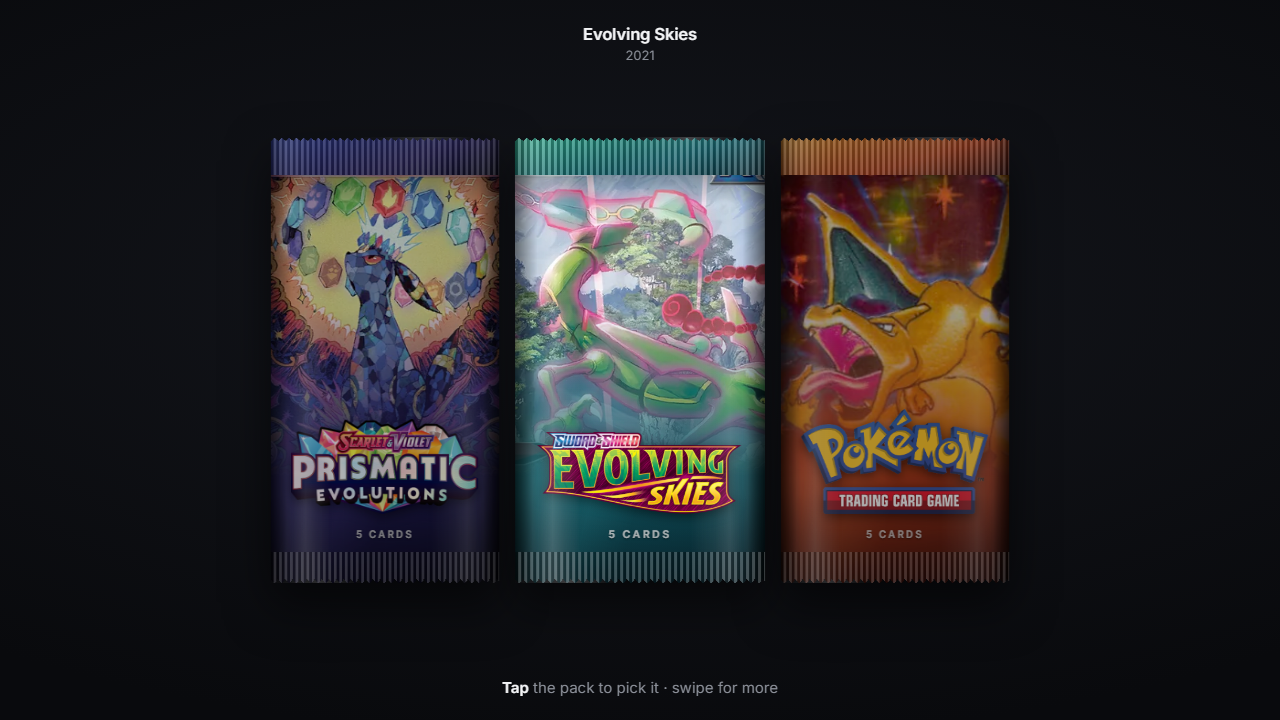 Evolving Skies
2021
SCARLET & VIOLET
PRISMATIC
EVOLUTIONS
5 CARDS
SWORD & SHIELD
EVOLVING
SKIES
5 CARDS
POKéMON
TRADING CARD GAME
5 CARDS
Tap the pack to pick it · swipe for more